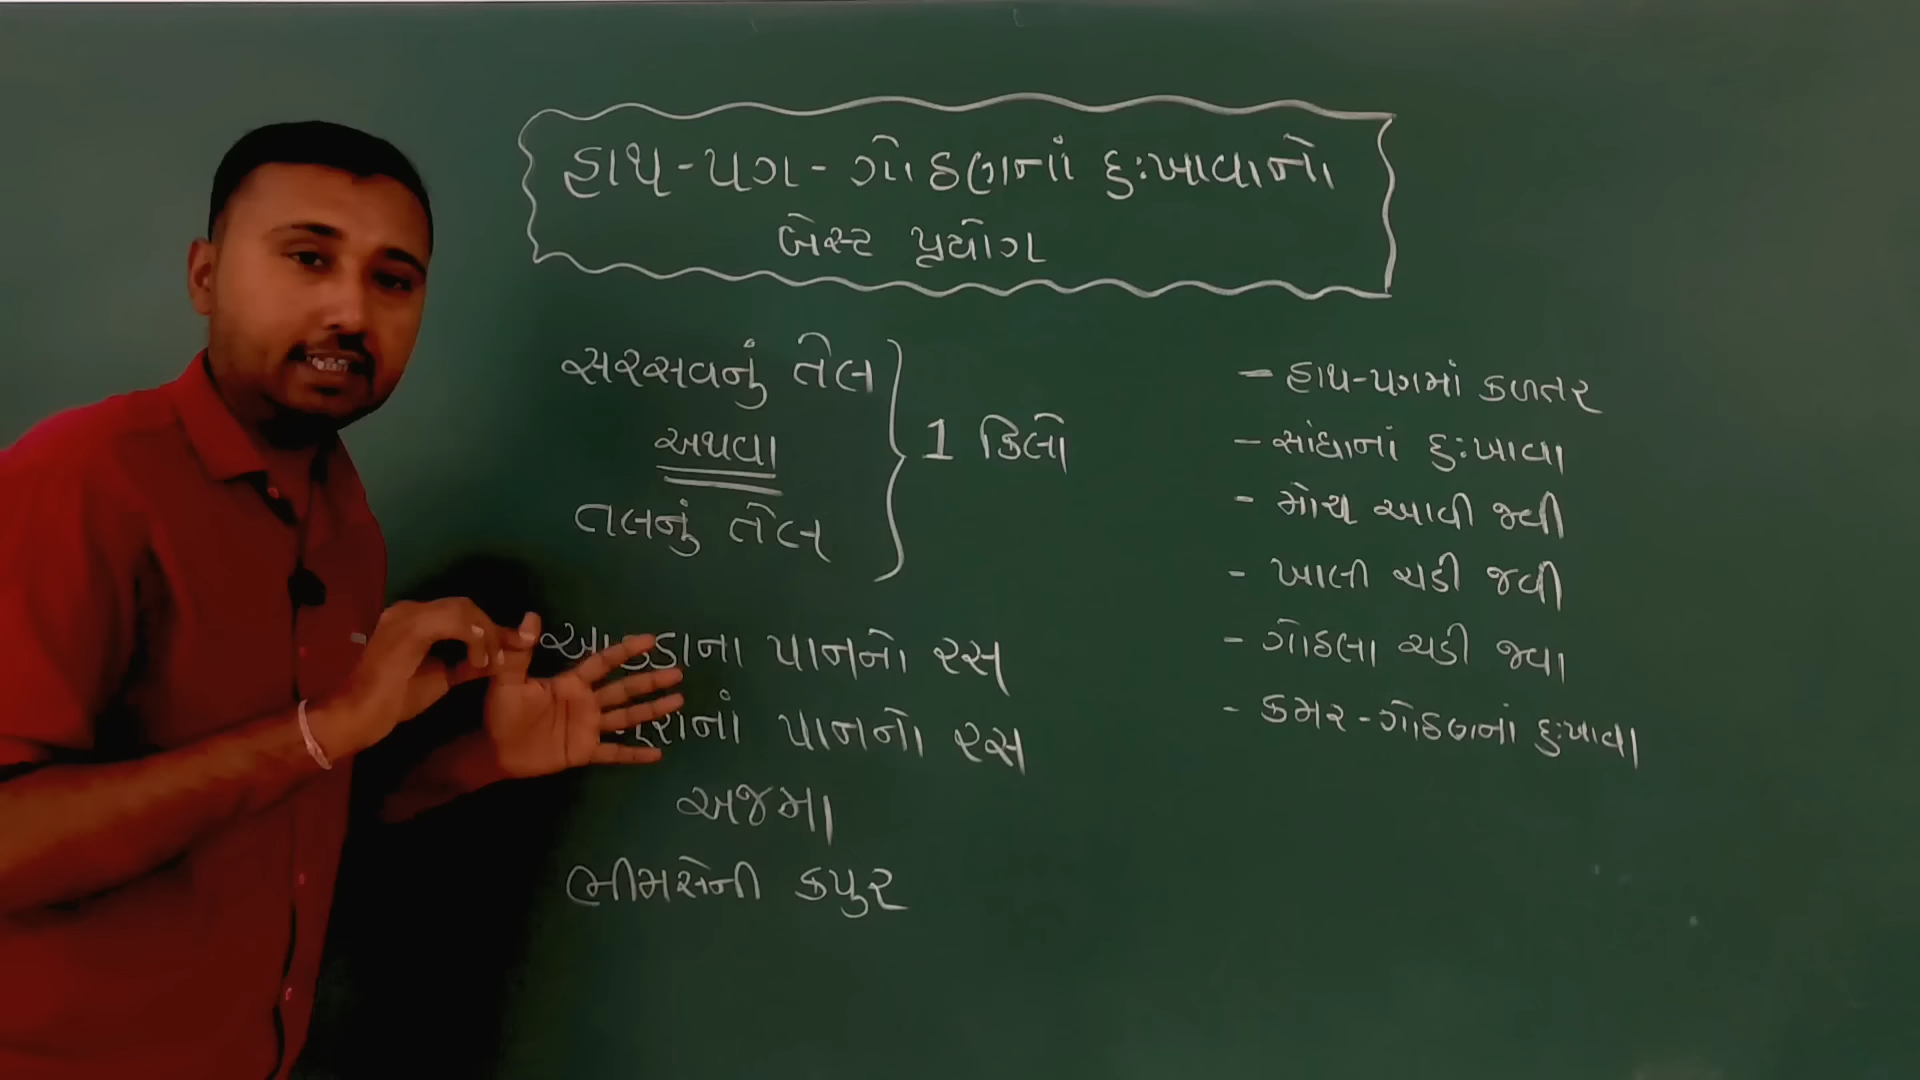 હાથ-પગ-ગોઠણનાં દુઃખાવાનો
બેસ્ટ પ્રયોગ
સરસવનું તેલ
અથવા
તલનું તેલ
1 કિલો
પાનનો રસ
પાનનો રસ
અજમા
ભીમસેની કપુર
- હાથ-પગમાં કળતર
- સાંધાનાં દુઃખાવા
- મોચ આવી જવી
- ખાલી ચડી જવી
- ગોઠલા ચડી જવા
- કમર-ગોઠણનાં દુઃખાવા